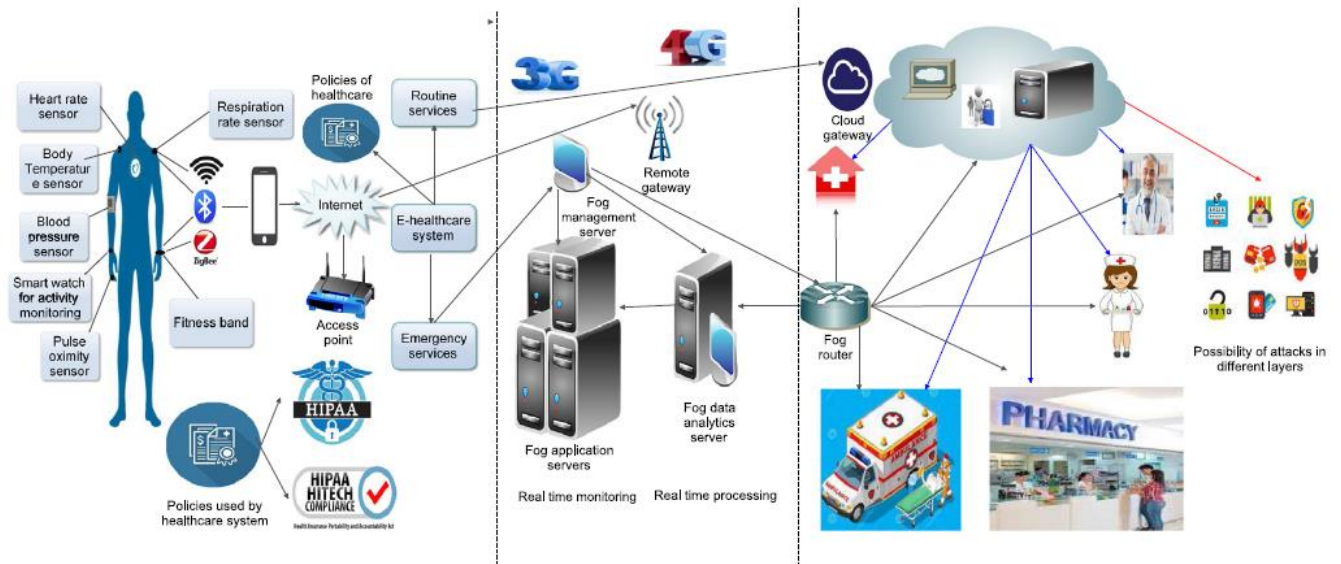 Heart rate
sensor
Body
Temperatur
e sensor
Blood
pressure
sensor
Smart watch
for activity
monitoring
Pulse
oximity
sensor
Respiration
rate sensor
ZigBee
Fitness band
Policies of
healthcare
Internet
Access
point
HIPAA
HIPAA
HITECH
COMPLIANCE
Health Insurance Portability and Accountability Act
Policies used by
healthcare system
Routine
services
E-healthcare
system
Emergency
services
3G
4G
Remote
gateway
Fog
management
server
Fog application
servers
Fog data
analytics
server
Real time monitoring
Real time processing
Cloud
gateway
Fog
router
AMBULANCE
AMBULANCE
PHARMACY
DDOS
01110
Possibility of attacks in
different layers